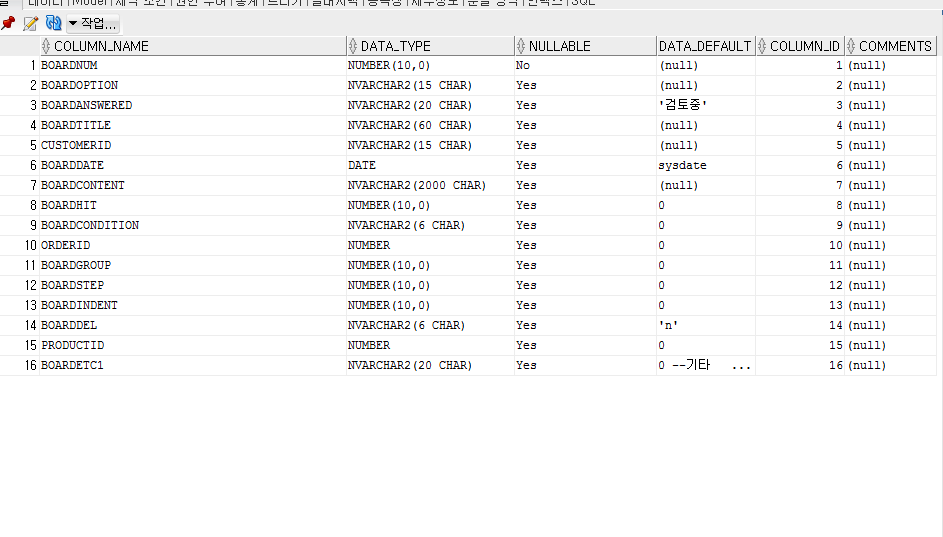 작업...
COLUMN_NAME DATA_TYPE NULLABLE DATA_DEFAULT COLUMN_ID COMMENTS
1 BOARDNUM NUMBER(10,0) No (null) 1 (null)
2 BOARDOPTION NVARCHAR2(15 CHAR) Yes (null) 2 (null)
3 BOARDANSWERED NVARCHAR2(20 CHAR) Yes '검토중' 3 (null)
4 BOARDTITLE NVARCHAR2(60 CHAR) Yes (null) 4 (null)
5 CUSTOMERID NVARCHAR2(15 CHAR) Yes (null) 5 (null)
6 BOARDDATE DATE Yes sysdate 6 (null)
7 BOARDCONTENT NVARCHAR2(2000 CHAR) Yes (null) 7 (null)
8 BOARDHIT NUMBER(10,0) Yes 0 8 (null)
9 BOARDCONDITION NVARCHAR2(6 CHAR) Yes 0 9 (null)
10 ORDERID NUMBER Yes 0 10 (null)
11 BOARDGROUP NUMBER(10,0) Yes 0 11 (null)
12 BOARDSTEP NUMBER(10,0) Yes 0 12 (null)
13 BOARDINDENT NUMBER(10,0) Yes 0 13 (null)
14 BOARDDEL NVARCHAR2(6 CHAR) Yes 'n' 14 (null)
15 PRODUCTID NUMBER Yes 0 15 (null)
16 BOARDETC1 NVARCHAR2(20 CHAR) Yes 0 --기타 ... 16 (null)